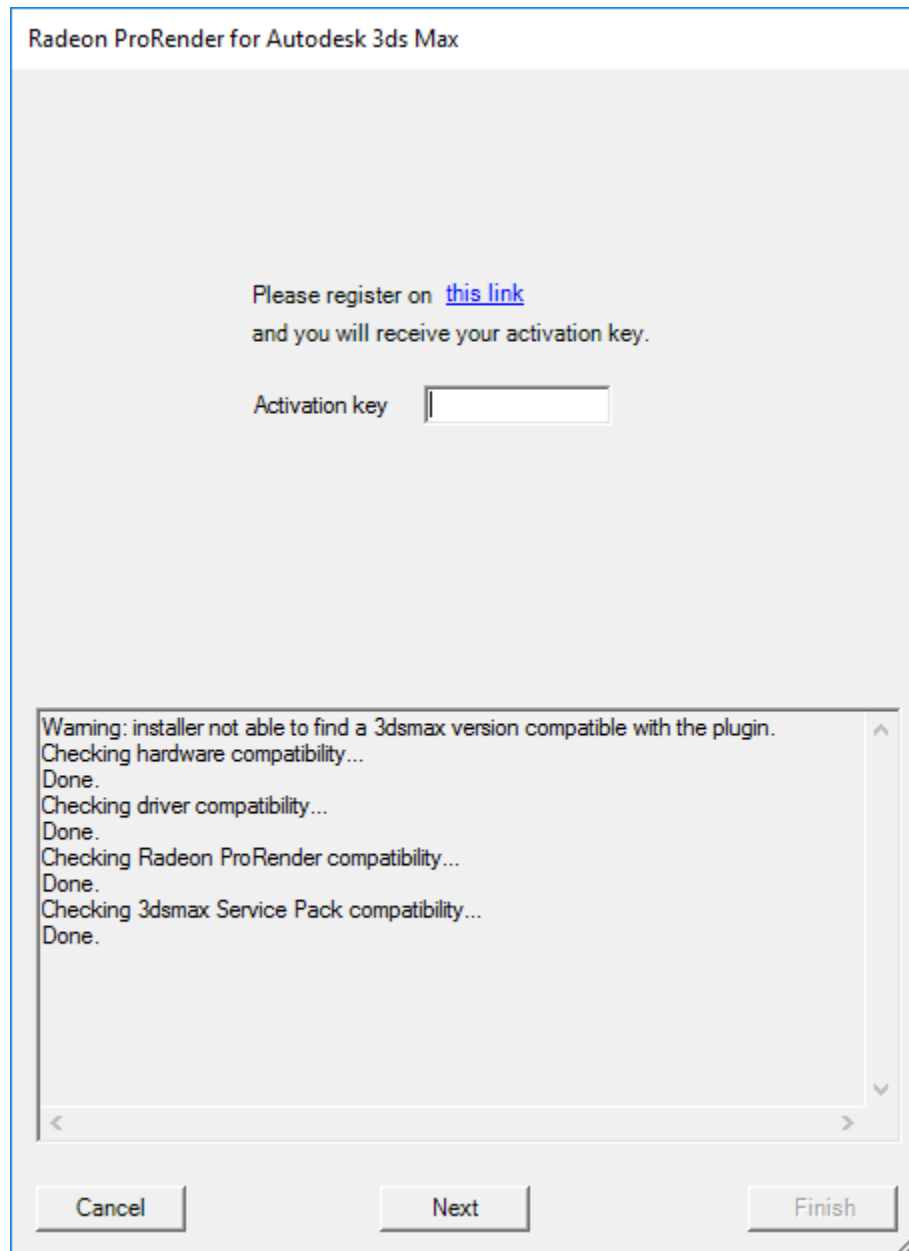 Radeon ProRender for Autodesk 3ds Max
Please register on this link
and you will receive your activation key.
Activation key
Warning: installer not able to find a 3dsmax version compatible with the plugin.
Checking hardware compatibility...
Done.
Checking driver compatibility...
Done.
Checking Radeon ProRender compatibility...
Done.
Checking 3dsmax Service Pack compatibility...
Done.
Cancel Next Finish